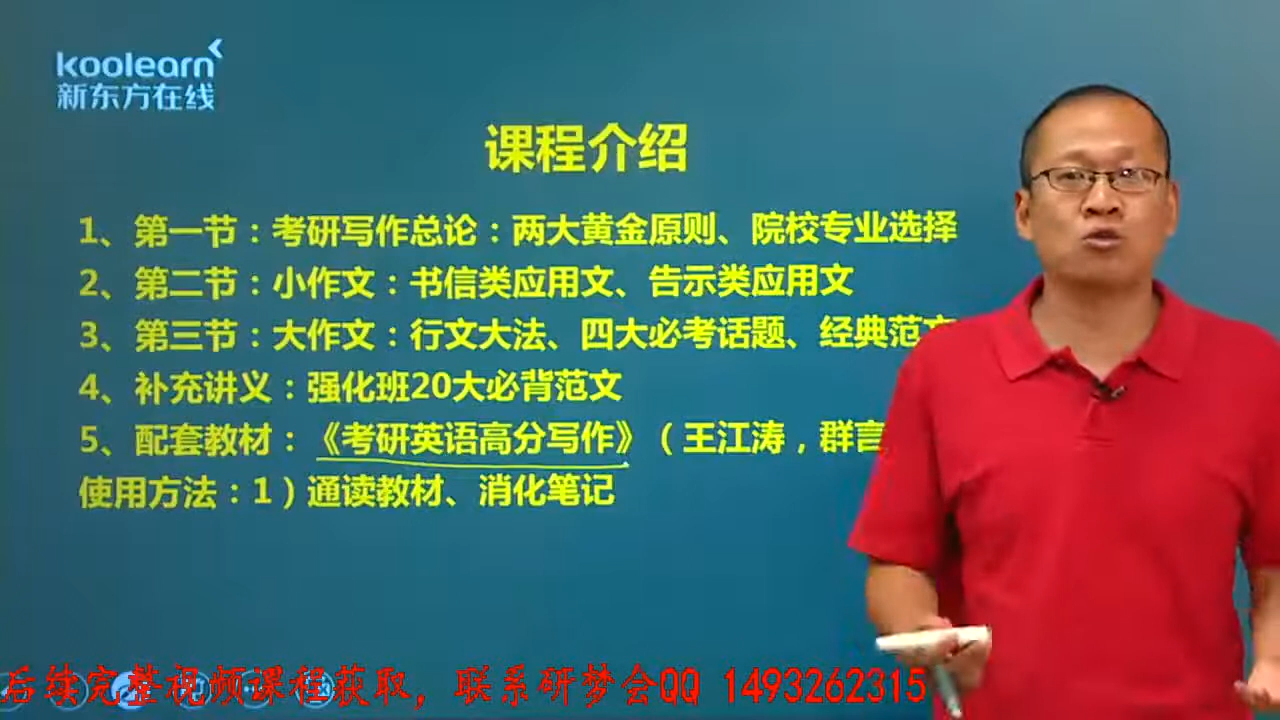 koolearn
新东方在线
课程介绍
1、第一节：考研写作总论：两大黄金原则、院校专业选择
2、第二节：小作文：书信类应用文、告示类应用文
3、第三节：大作文：行文大法、四大必考话题、经典范文
4、补充讲义：强化班20大必背范文
5、配套教材：《考研英语高分写作》（王江涛，群言
使用方法：1）通读教材、消化笔记
后续完整视频课程获取，联系研梦会QQ 1493262315